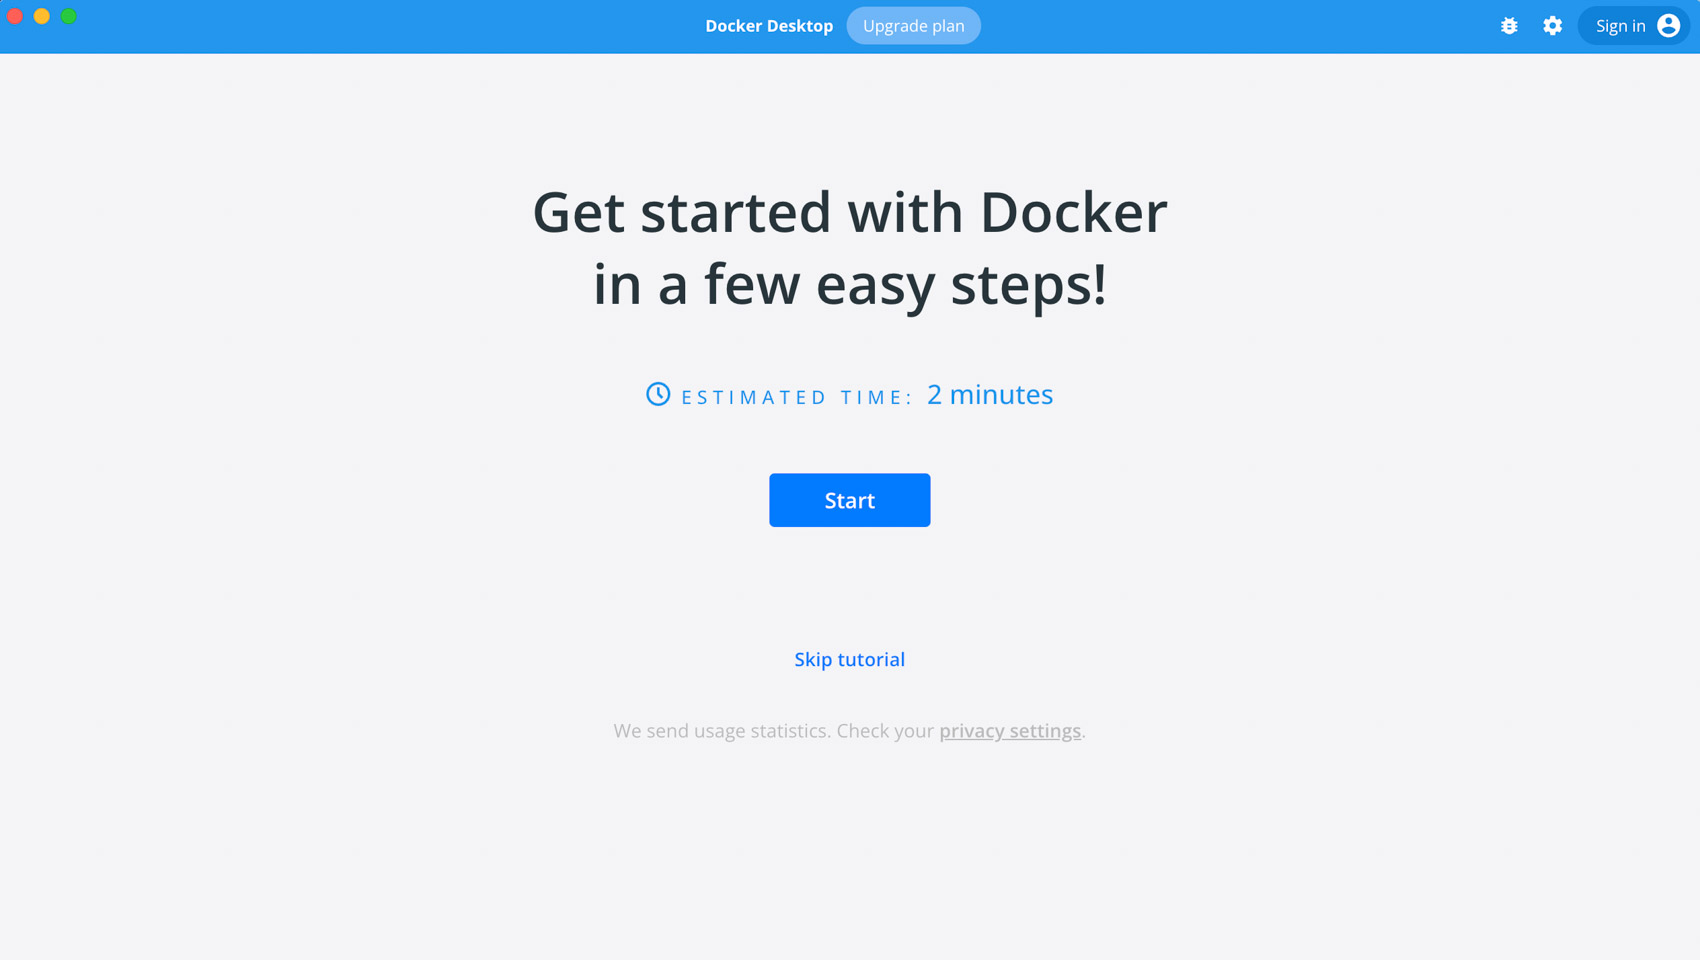 Docker Desktop Upgrade plan Sign in
Get started with Docker
in a few easy steps!
ESTIMATED TIME: 2 minutes
Start
Skip tutorial
We send usage statistics. Check your privacy settings.